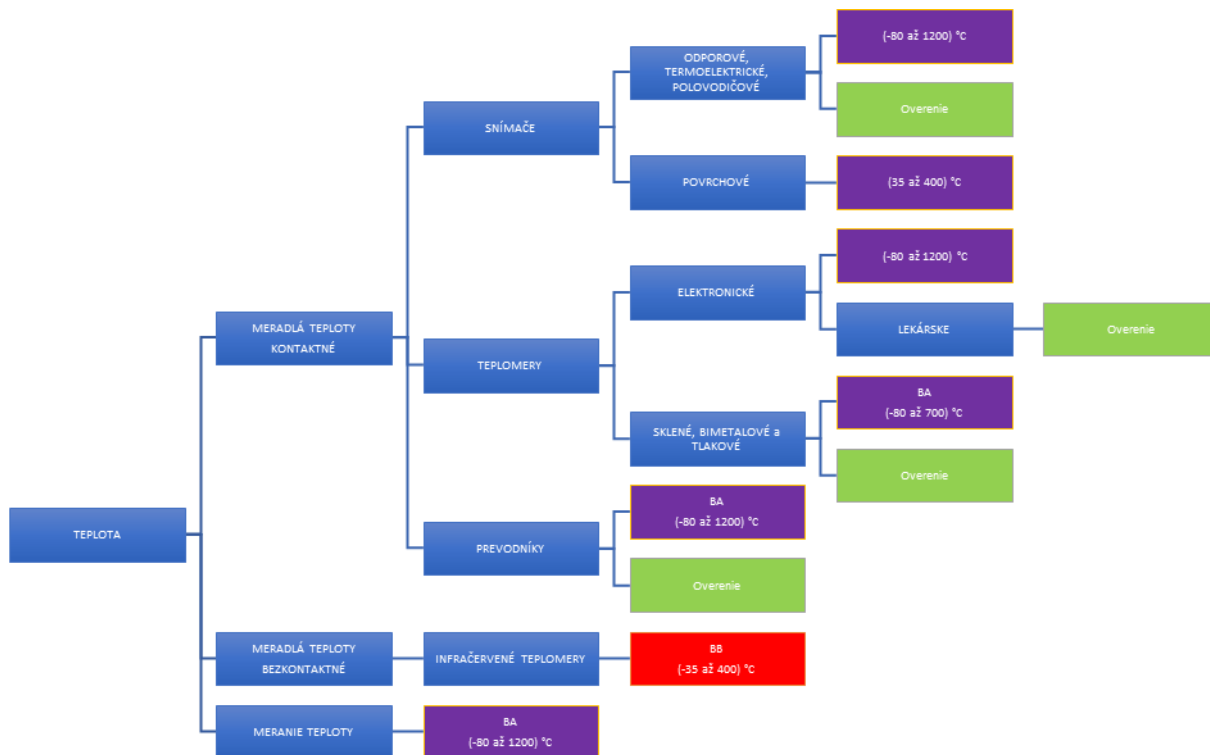 TEPLOTA
MERADLÁ TEPLOTY
KONTAKTNÉ
SNÍMAČE
ODPOROVÉ,
TERMOELEKTRICKÉ,
POLOVODIČOVÉ
(-80 až 1200) °C
Overenie
POVRCHOVÉ
(35 až 400) °C
TEPLOMERY
ELEKTRONICKÉ
(-80 až 1200) °C
LEKÁRSKE
Overenie
SKLENÉ, BIMETALOVÉ a
TLAKOVÉ
BA
(-80 až 700) °C
Overenie
PREVODNÍKY
BA
(-80 až 1200) °C
Overenie
MERADLÁ TEPLOTY
BEZKONTAKTNÉ
INFRAČERVENÉ TEPLOMERY
BB
(-35 až 400) °C
MERANIE TEPLOTY
BA
(-80 až 1200) °C